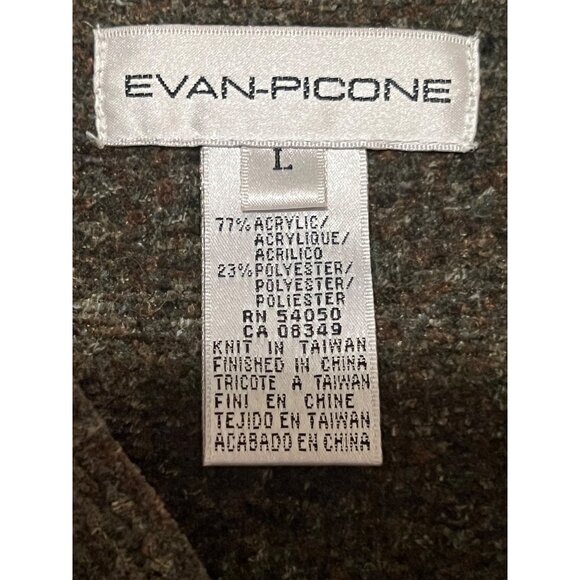 EVAN-PICONE
L
77% ACRYLIC/
ACRYLIQUE/
ACRILICO
23% POLYESTER/
POLYESTER/
POLIESTER
RN 54050
CA 08349
KNIT IN TAIWAN
FINISHED IN CHINA
TRICOTE A TAIWAN
FINI EN CHINE
TEJIDO EN TAIWAN
ACABADO EN CHINA